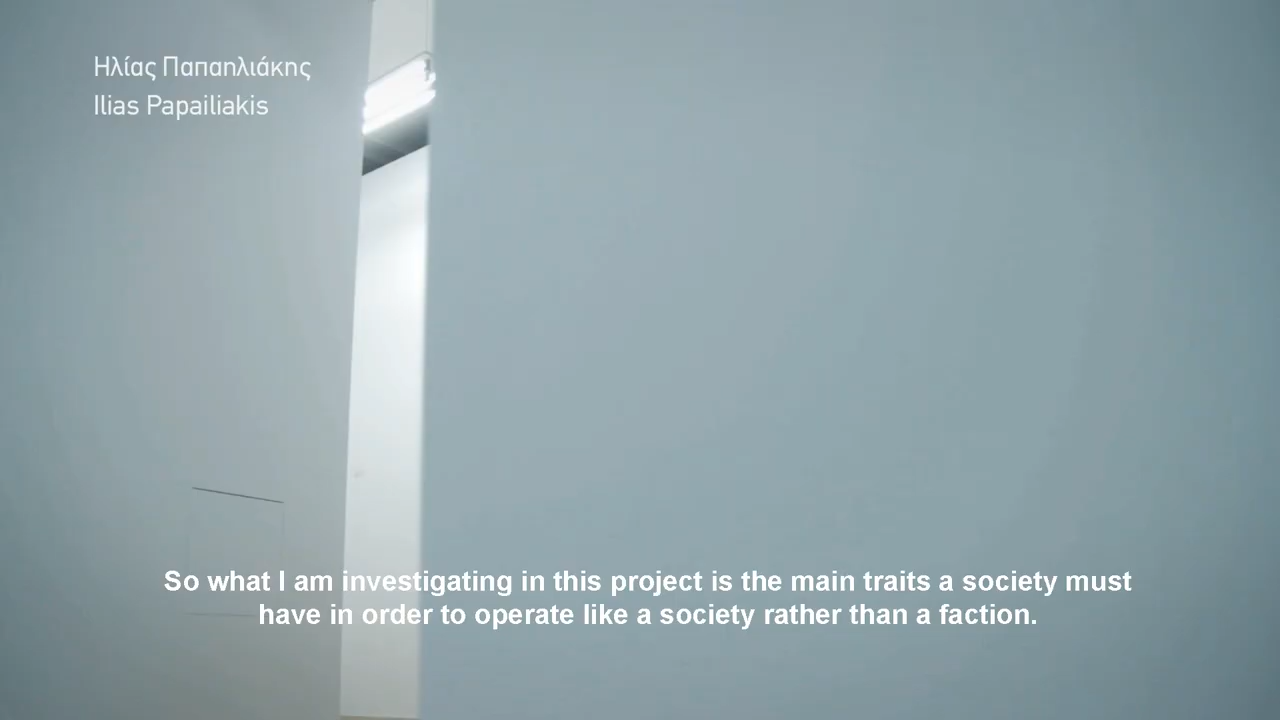 Ηλίας Παπαηλιάκης
Ilias Papailiakis
So what I am investigating in this project is the main traits a society must
have in order to operate like a society rather than a faction.